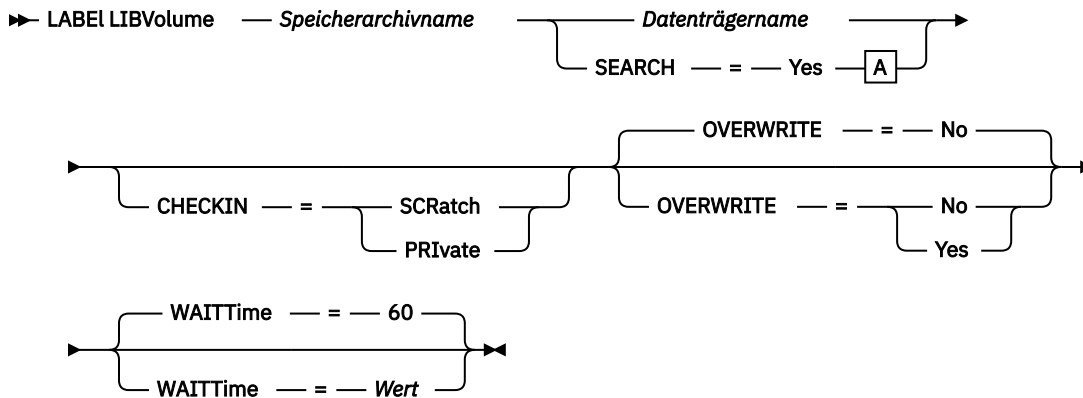 LABEl LIBVolume Speicherarchivname Datenträgername
SEARCH = Yes A
OVERWRITE = No
CHECKIN = SCRatch
PRIvate
OVERWRITE = No
Yes
WAITTime = 60
WAITTime = Wert